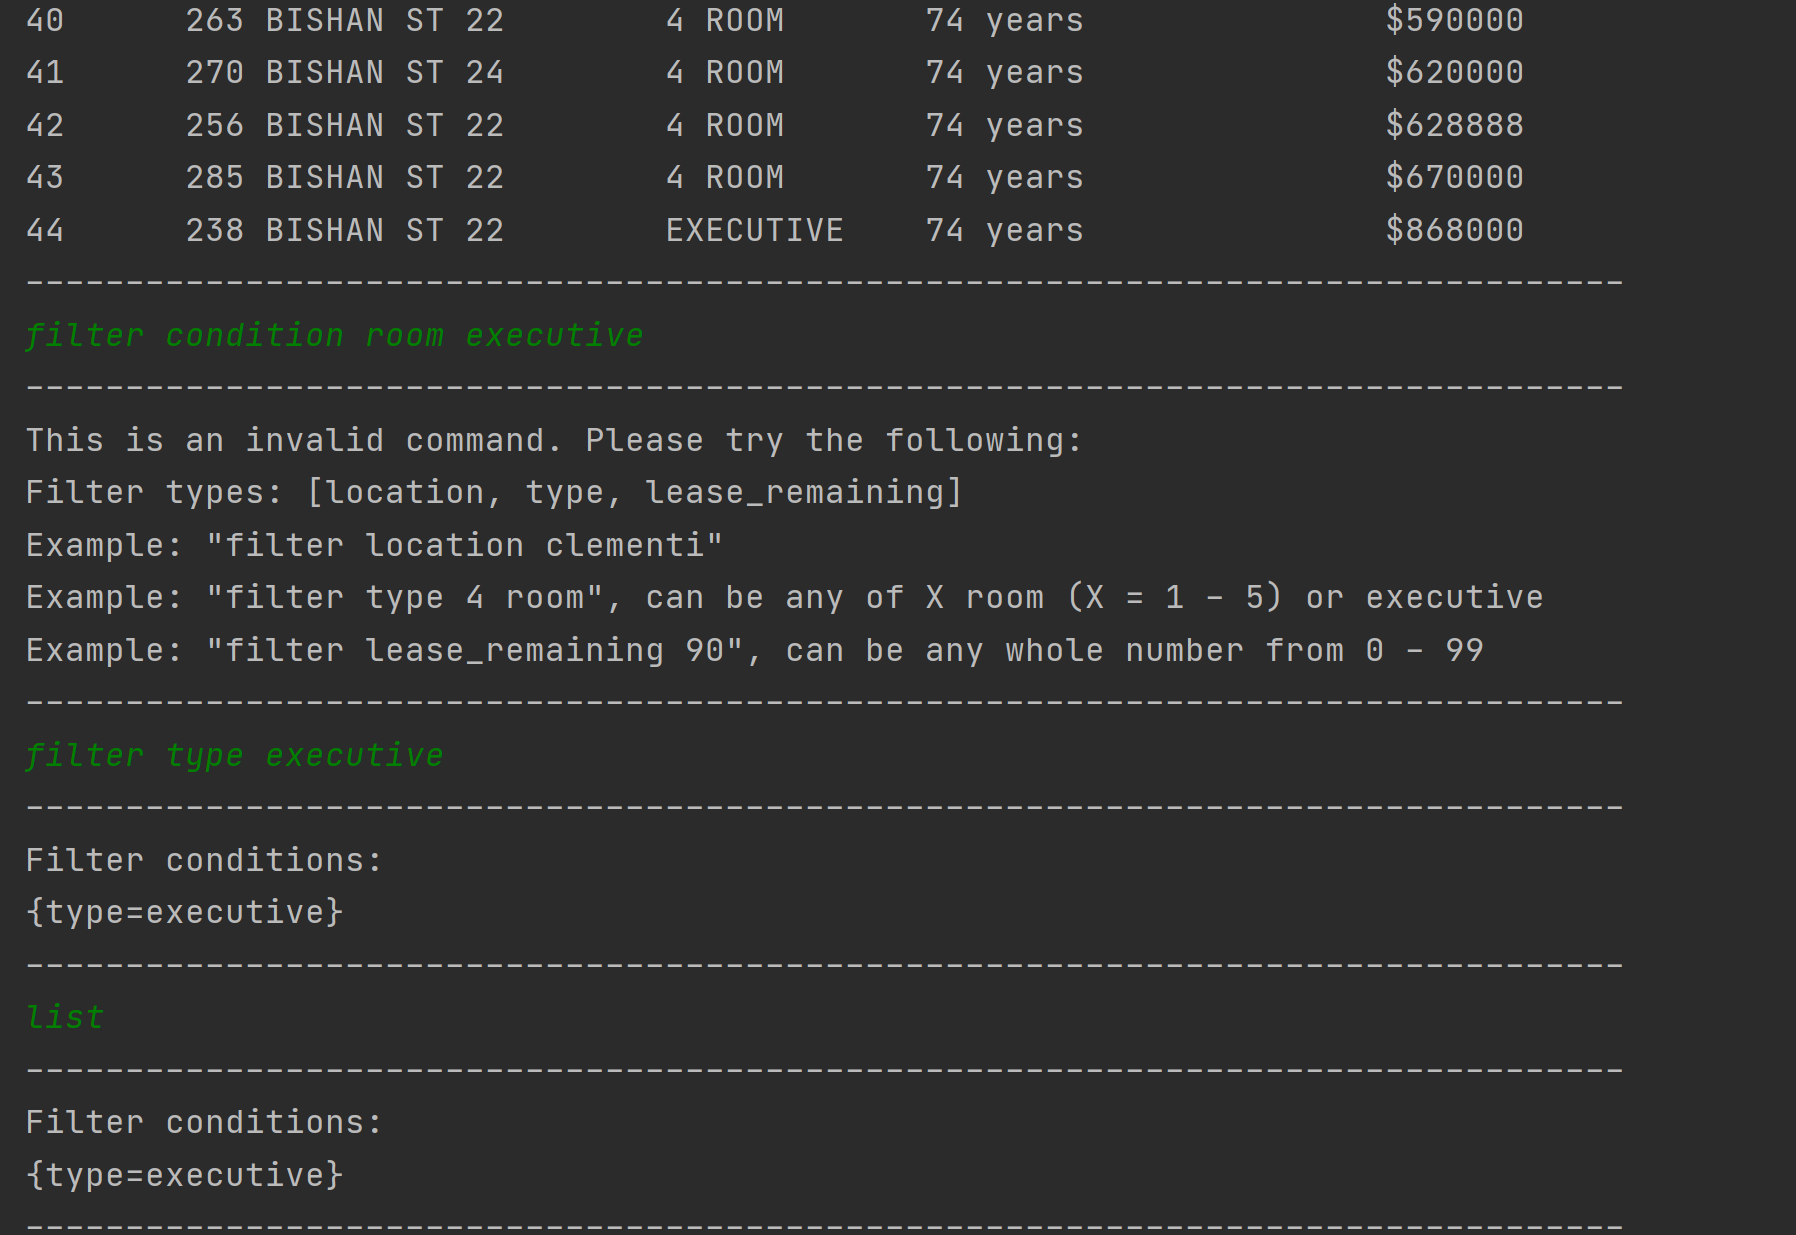 40      263 BISHAN ST 22        4 ROOM       74 years               $590000
41      270 BISHAN ST 24        4 ROOM       74 years               $620000
42      256 BISHAN ST 22        4 ROOM       74 years               $628888
43      285 BISHAN ST 22        4 ROOM       74 years               $670000
44      238 BISHAN ST 22        EXECUTIVE    74 years               $868000
--------------------------------------------------------------------------------
filter condition room executive
--------------------------------------------------------------------------------
This is an invalid command. Please try the following:
Filter types: [location, type, lease_remaining]
Example: "filter location clementi"
Example: "filter type 4 room", can be any of X room (X = 1 - 5) or executive
Example: "filter lease_remaining 90", can be any whole number from 0 - 99
--------------------------------------------------------------------------------
filter type executive
--------------------------------------------------------------------------------
Filter conditions:
{type=executive}
--------------------------------------------------------------------------------
list
--------------------------------------------------------------------------------
Filter conditions:
{type=executive}
--------------------------------------------------------------------------------